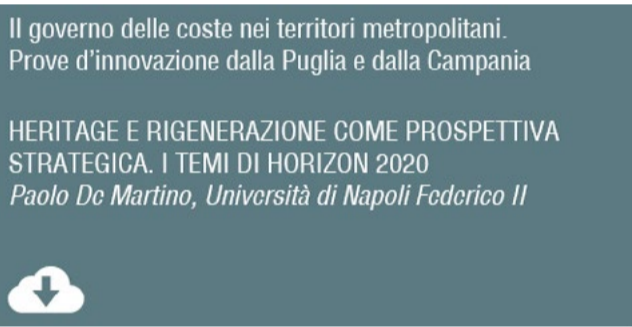 Il governo delle coste nei territori metropolitani.
Prove d'innovazione dalla Puglia e dalla Campania
HERITAGE E RIGENERAZIONE COME PROSPETTIVA
STRATEGICA. I TEMI DI HORIZON 2020
Paolo De Martino, Università di Napoli Federico II